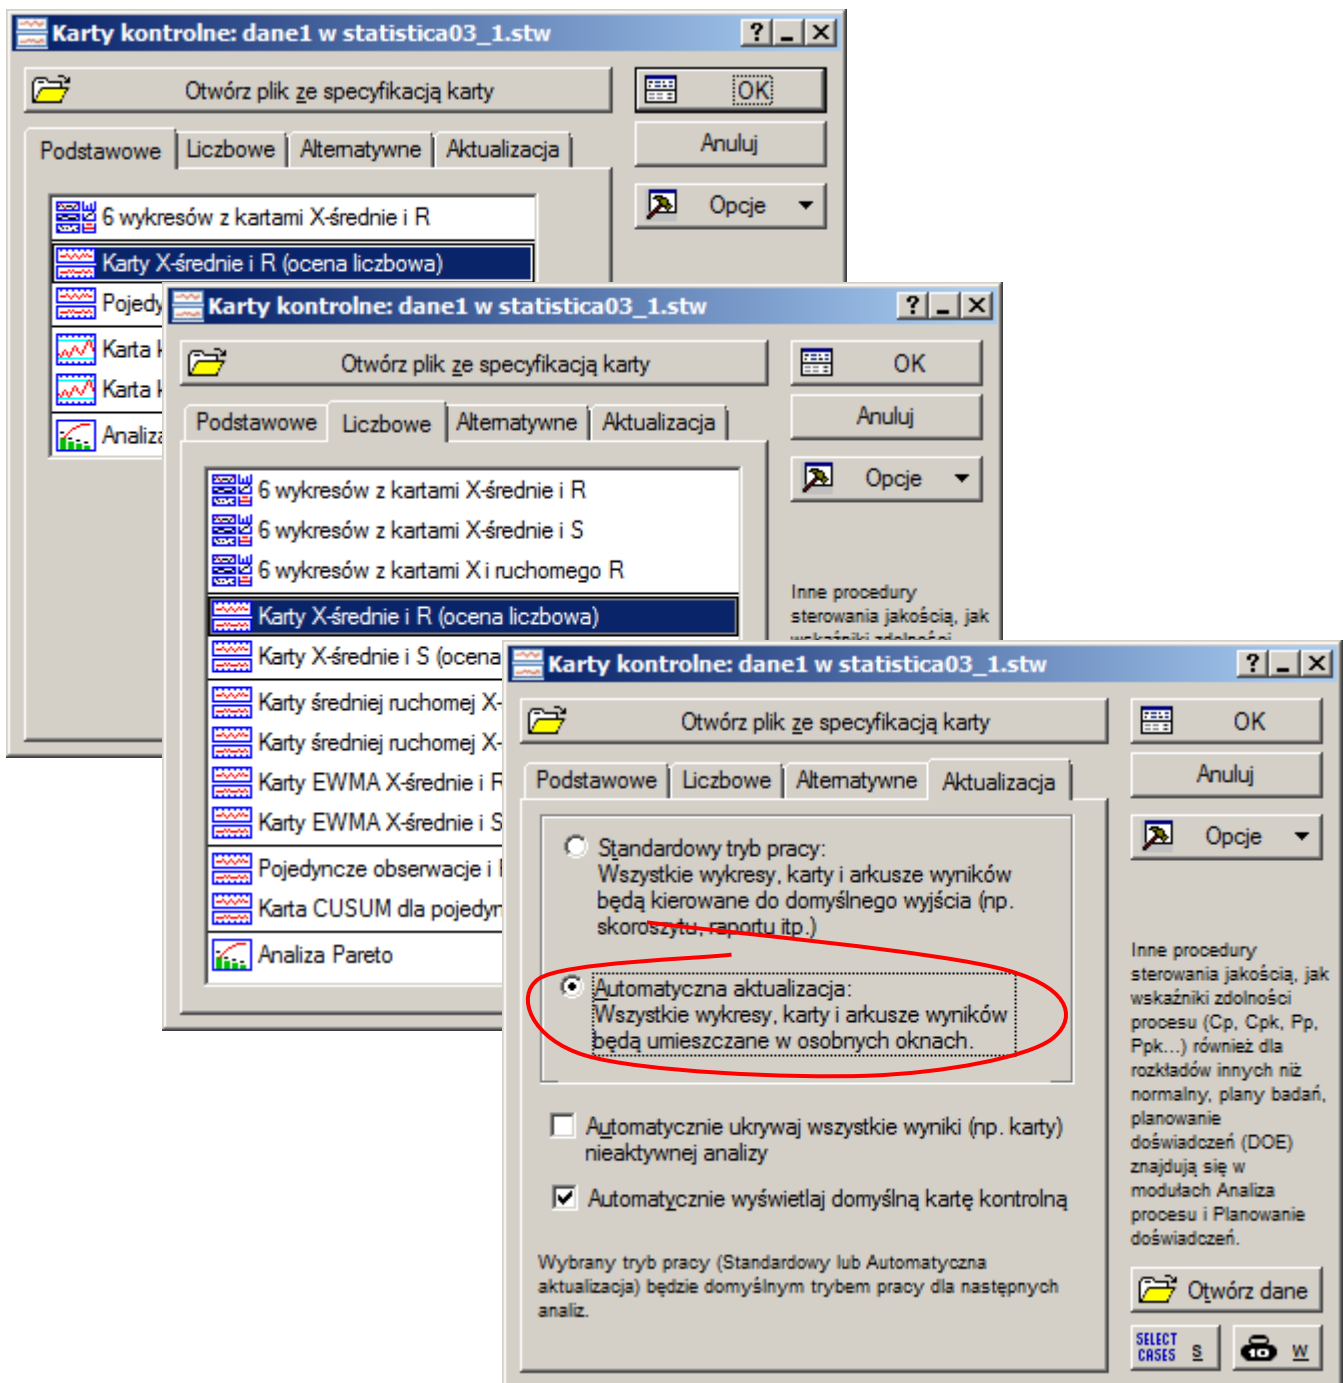 Karty kontrolne: dane1 w statistica03_1.stw
Otwórz plik ze specyfikacją karty
OK
Anuluj
Opcje
Podstawowe Liczbowe Alternatywne Aktualizacja
6 wykresów z kartami X-średnie i R
Karty X-średnie i R (ocena liczbowa)
Karta
Karta
Karty kontrolne: dane1 w statistica03_1.stw
Otwórz plik ze specyfikacją karty
OK
Anuluj
Opcje
Podstawowe Liczbowe Alternatywne Aktualizacja
6 wykresów z kartami X-średnie i R
6 wykresów z kartami X-średnie i S
6 wykresów z kartami X i ruchomego R
Karty X-średnie i R (ocena liczbowa)
Karty X-średnie i S (ocena
Karty średniej ruchomej X-
Karty średniej ruchomej X-
Karty EWMA X-średnie i R
Karty EWMA X-średnie i S
Pojedyncze obserwacje i
Karta CUSUM dla
Analiza Pareto
Inne procedury
sterowania jakością, jak
Karty kontrolne: dane1 w statistica03_1.stw
Otwórz plik ze specyfikacją karty
OK
Anuluj
Opcje
Podstawowe Liczbowe Alternatywne Aktualizacja
Standardowy tryb pracy:
Wszystkie wykresy, karty i arkusze wyników
będą kierowane do domyślnego wyjścia (np.
skoroszytu, raportu itp.)
Automatyczna aktualizacja:
Wszystkie wykresy, karty i arkusze wyników
będą umieszczane w osobnych oknach.
Automatycznie ukrywaj wszystkie wyniki (np. karty)
nieaktywnej analizy
Automatycznie wyświetlaj domyślną kartę kontrolną
Wybrany tryb pracy (Standardowy lub Automatyczna
aktualizacja) będzie domyślnym trybem pracy dla następnych
analiz.
Inne procedury
sterowania jakością, jak
wskaźniki zdolności
procesu (Cp, Cpk, Pp,
Ppk...) również dla
rozkładów innych niż
normalny, plany badań,
planowanie
doświadczeń (DOE)
znajdują się w
modułach Analiza
procesu i Planowanie
doświadczeń.
Otwórz dane
SELECT
CASES S
10 W